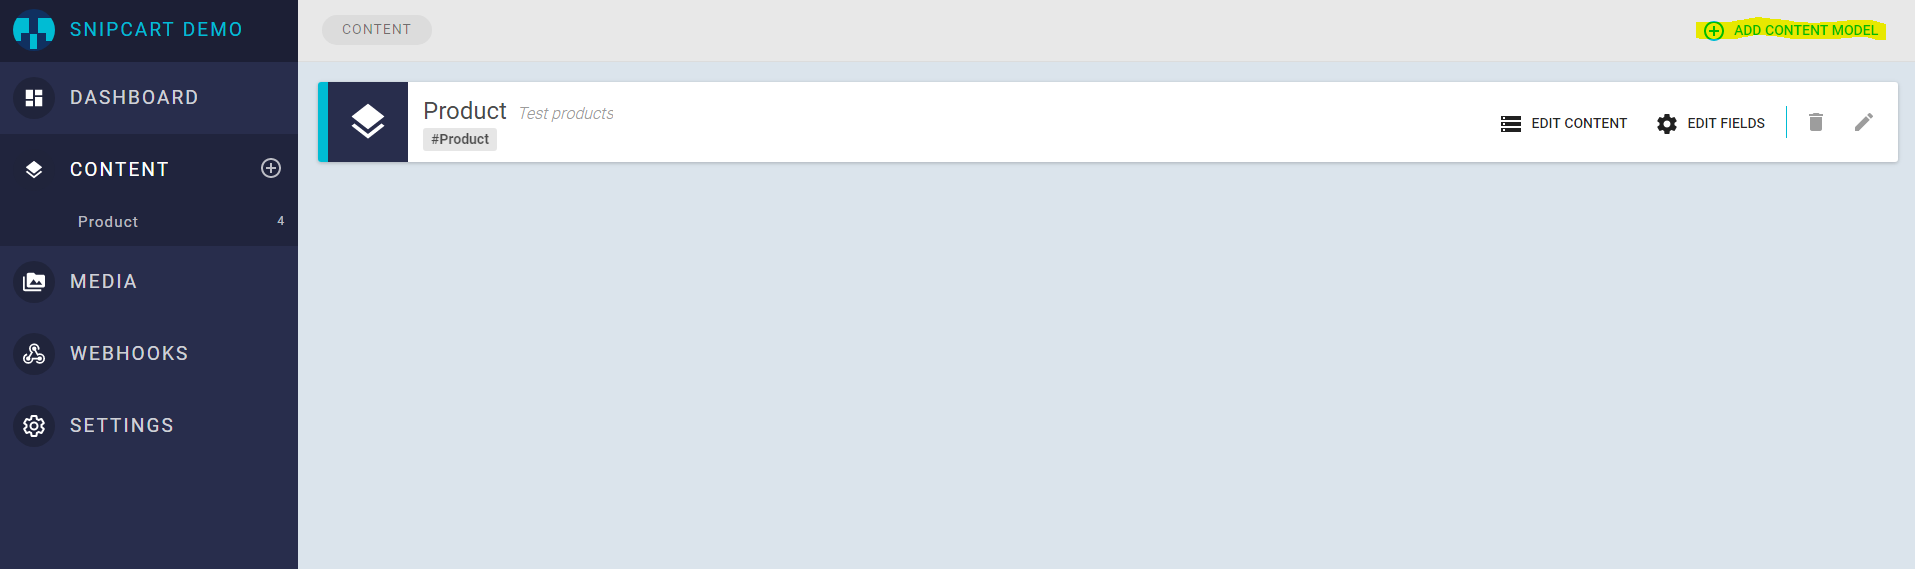 SNIPCART DEMO
DASHBOARD
CONTENT
Product 4
MEDIA
WEBHOOKS
SETTINGS
CONTENT
ADD CONTENT MODEL
Product Test products
#Product
EDIT CONTENT
EDIT FIELDS